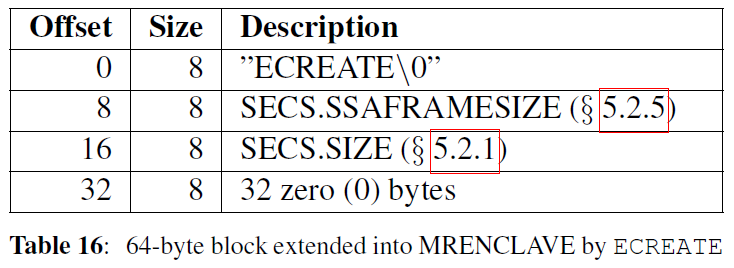 Offset Size Description
0 8 ”ECREATE\0”
8 8 SECS.SSAFRAMESIZE (§ 5.2.5)
16 8 SECS.SIZE (§ 5.2.1)
32 8 32 zero (0) bytes
Table 16: 64-byte block extended into MRENCLAVE by ECREATE